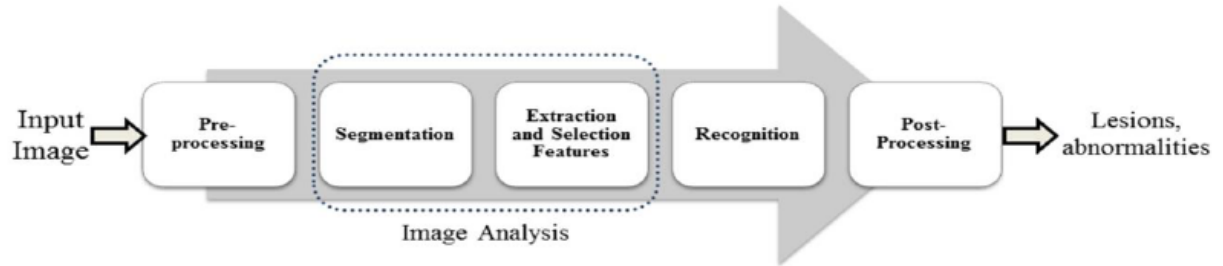 Input
Image
Pre-
processing
Segmentation
Extraction
and Selection
Features
Recognition
Post-
Processing
Lesions,
abnormalities
Image Analysis